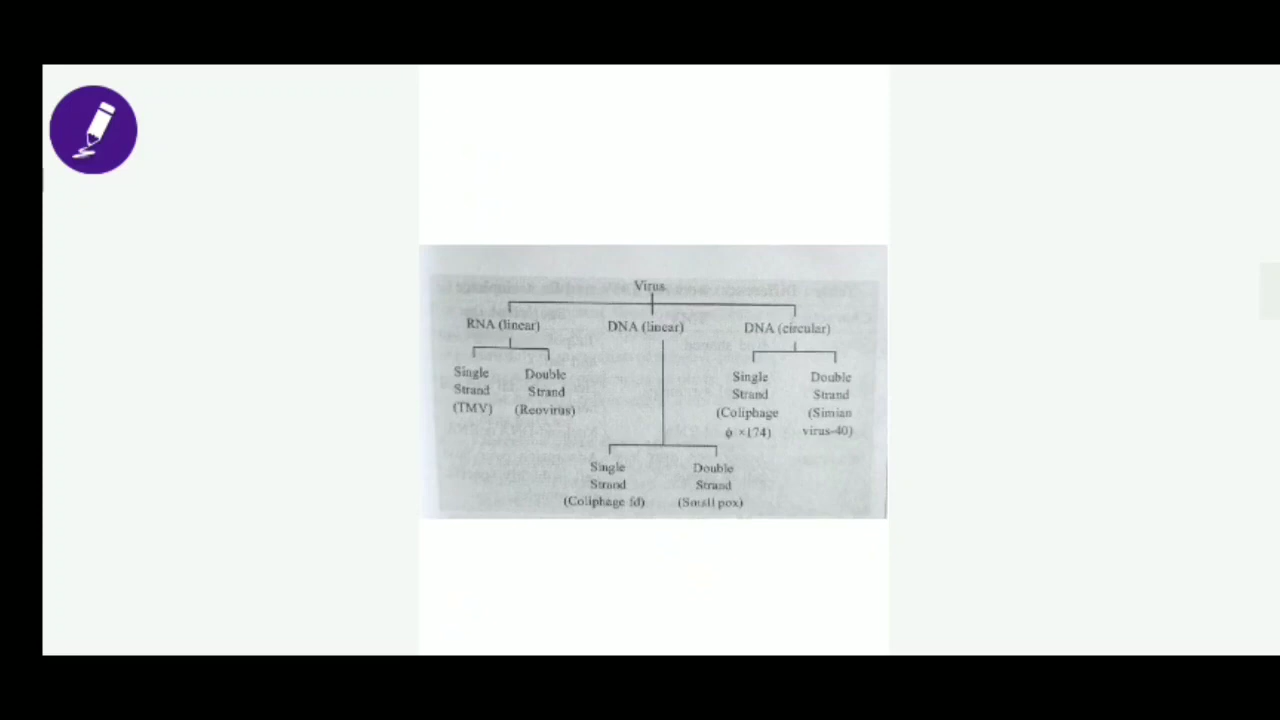 Virus
RNA (linear)
DNA (linear)
DNA (circular)
Single
Strand
(TMV)
Double
Strand
(Reovirus)
Single
Strand
(Coliphage fd)
Double
Strand
(Small pox)
Single
Strand
(Coliphage
ϕ ×174)
Double
Strand
(Simian
virus-40)